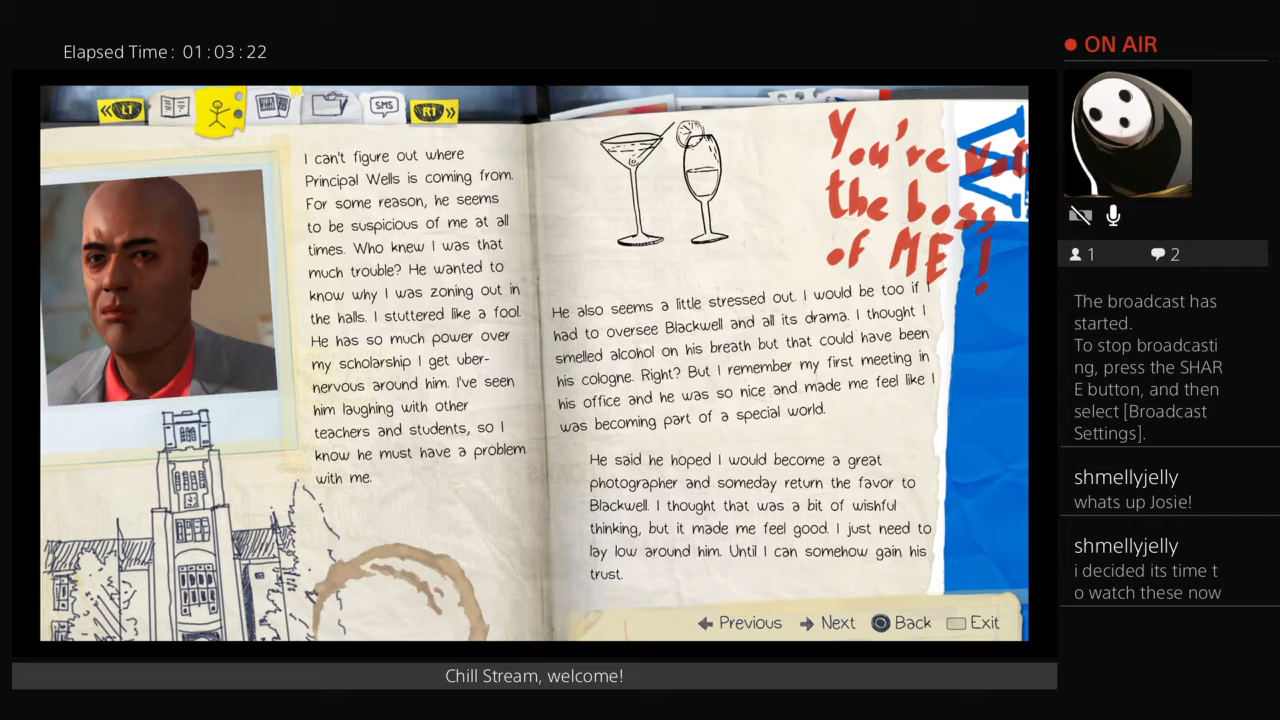 Elapsed Time: 01:03:22
ON AIR
SMS
I can't figure out where
Principal Wells is coming from.
For some reason, he seems
to be suspicious of me at all
times. Who knew I was that
much trouble? He wanted to
know why I was zoning out in
the halls. I stuttered like a fool.
He has so much power over
my scholarship I get uber-
nervous around him. I've seen
him laughing with other
teachers and students, so I
know he must have a problem
with me.
You're not
the boss
of ME!
W
He also seems a little stressed out. I would be too if I
had to oversee Blackwell and all its drama. I thought I
smelled alcohol on his breath but that could have been
his cologne. Right? But I remember my first meeting in
his office and he was so nice and made me feel like I
was becoming part of a special world.
He said he hoped I would become a great
photographer and someday return the favor to
Blackwell. I thought that was a bit of wishful
thinking, but it made me feel good. I just need to
lay low around him. Until I can somehow gain his
trust.
Previous Next Back Exit
1 2
The broadcast has
started.
To stop broadcasti
ng, press the SHAR
E button, and then
select [Broadcast
Settings].
shmellyjelly
whats up Josie!
shmellyjelly
i decided its time t
o watch these now
Chill Stream, welcome!